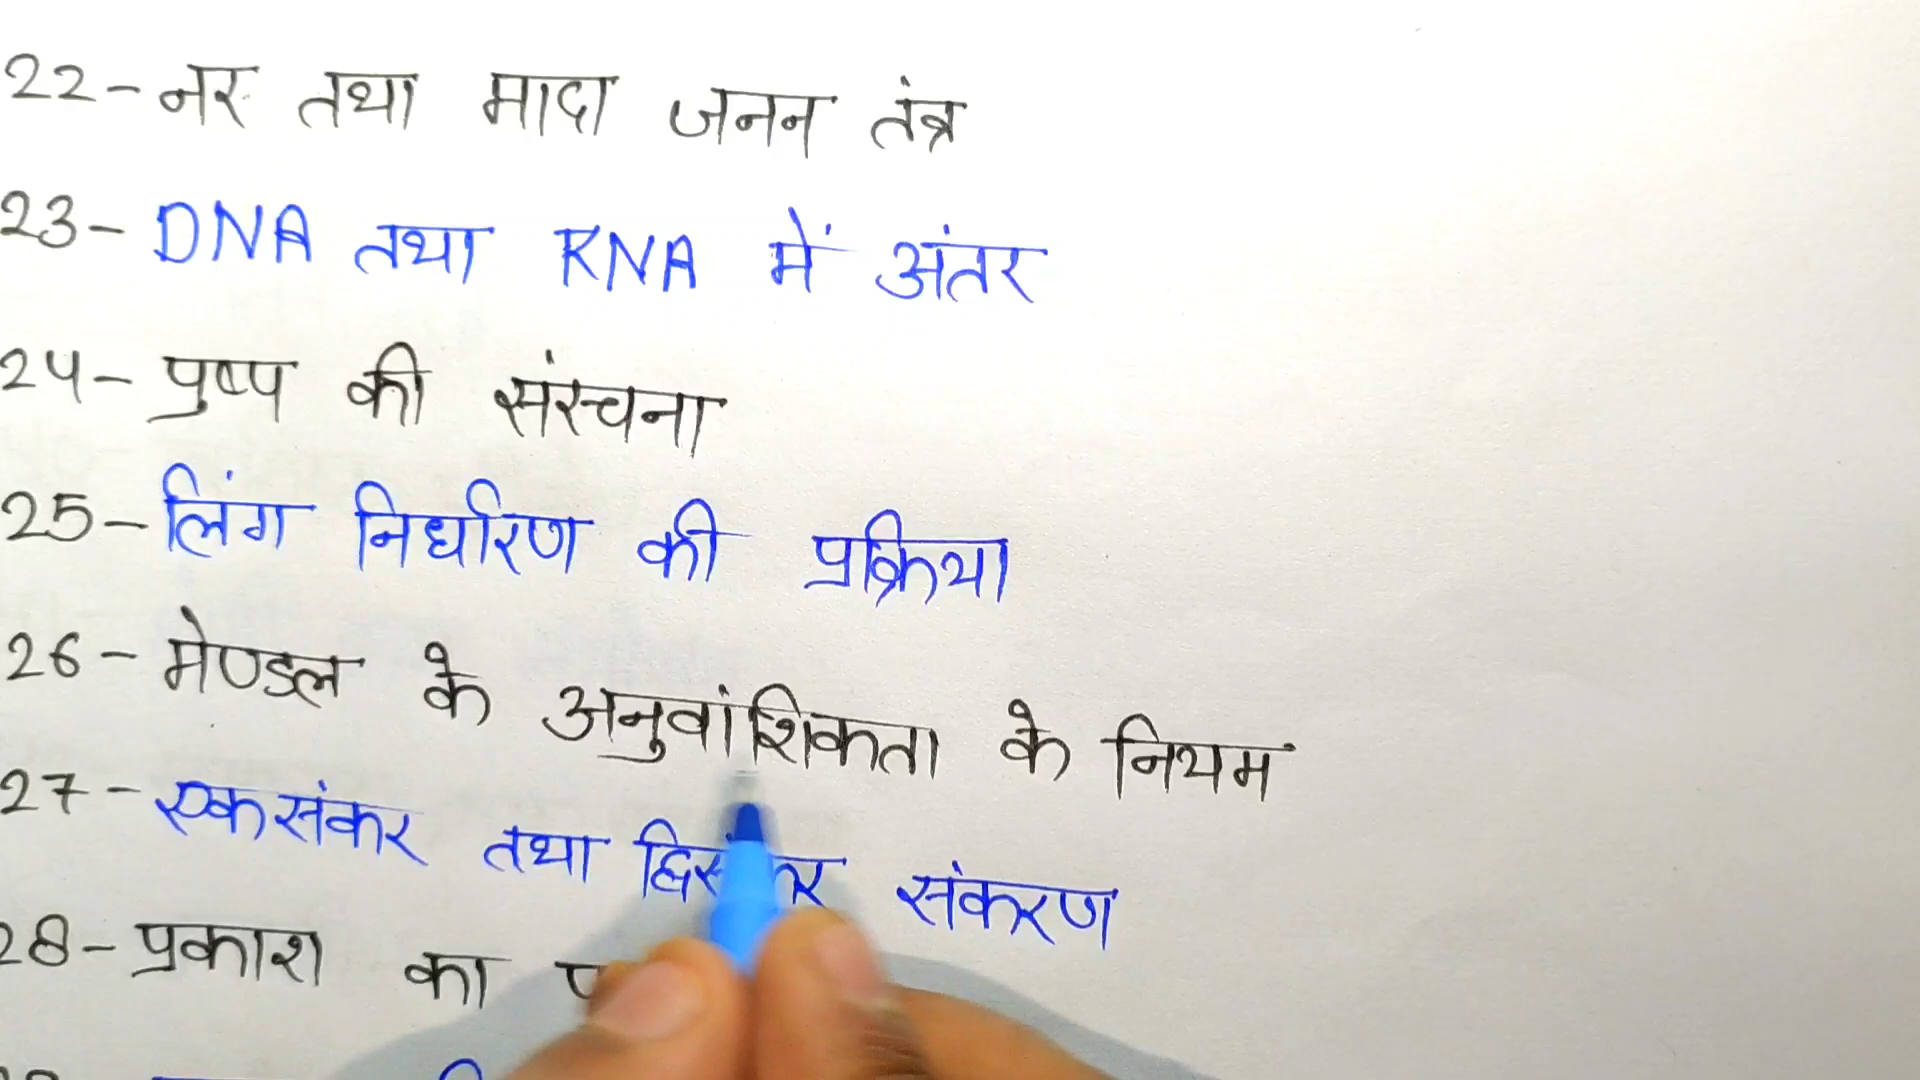 22- नर तथा मादा जनन तंत्र
23- DNA तथा RNA में अंतर
24- पुष्प की संरचना
25- लिंग निर्धारण की प्रक्रिया
26- मेण्डल के अनुवांशिकता के नियम
27- एकसंकर तथा संकरण
28- प्रकाश का